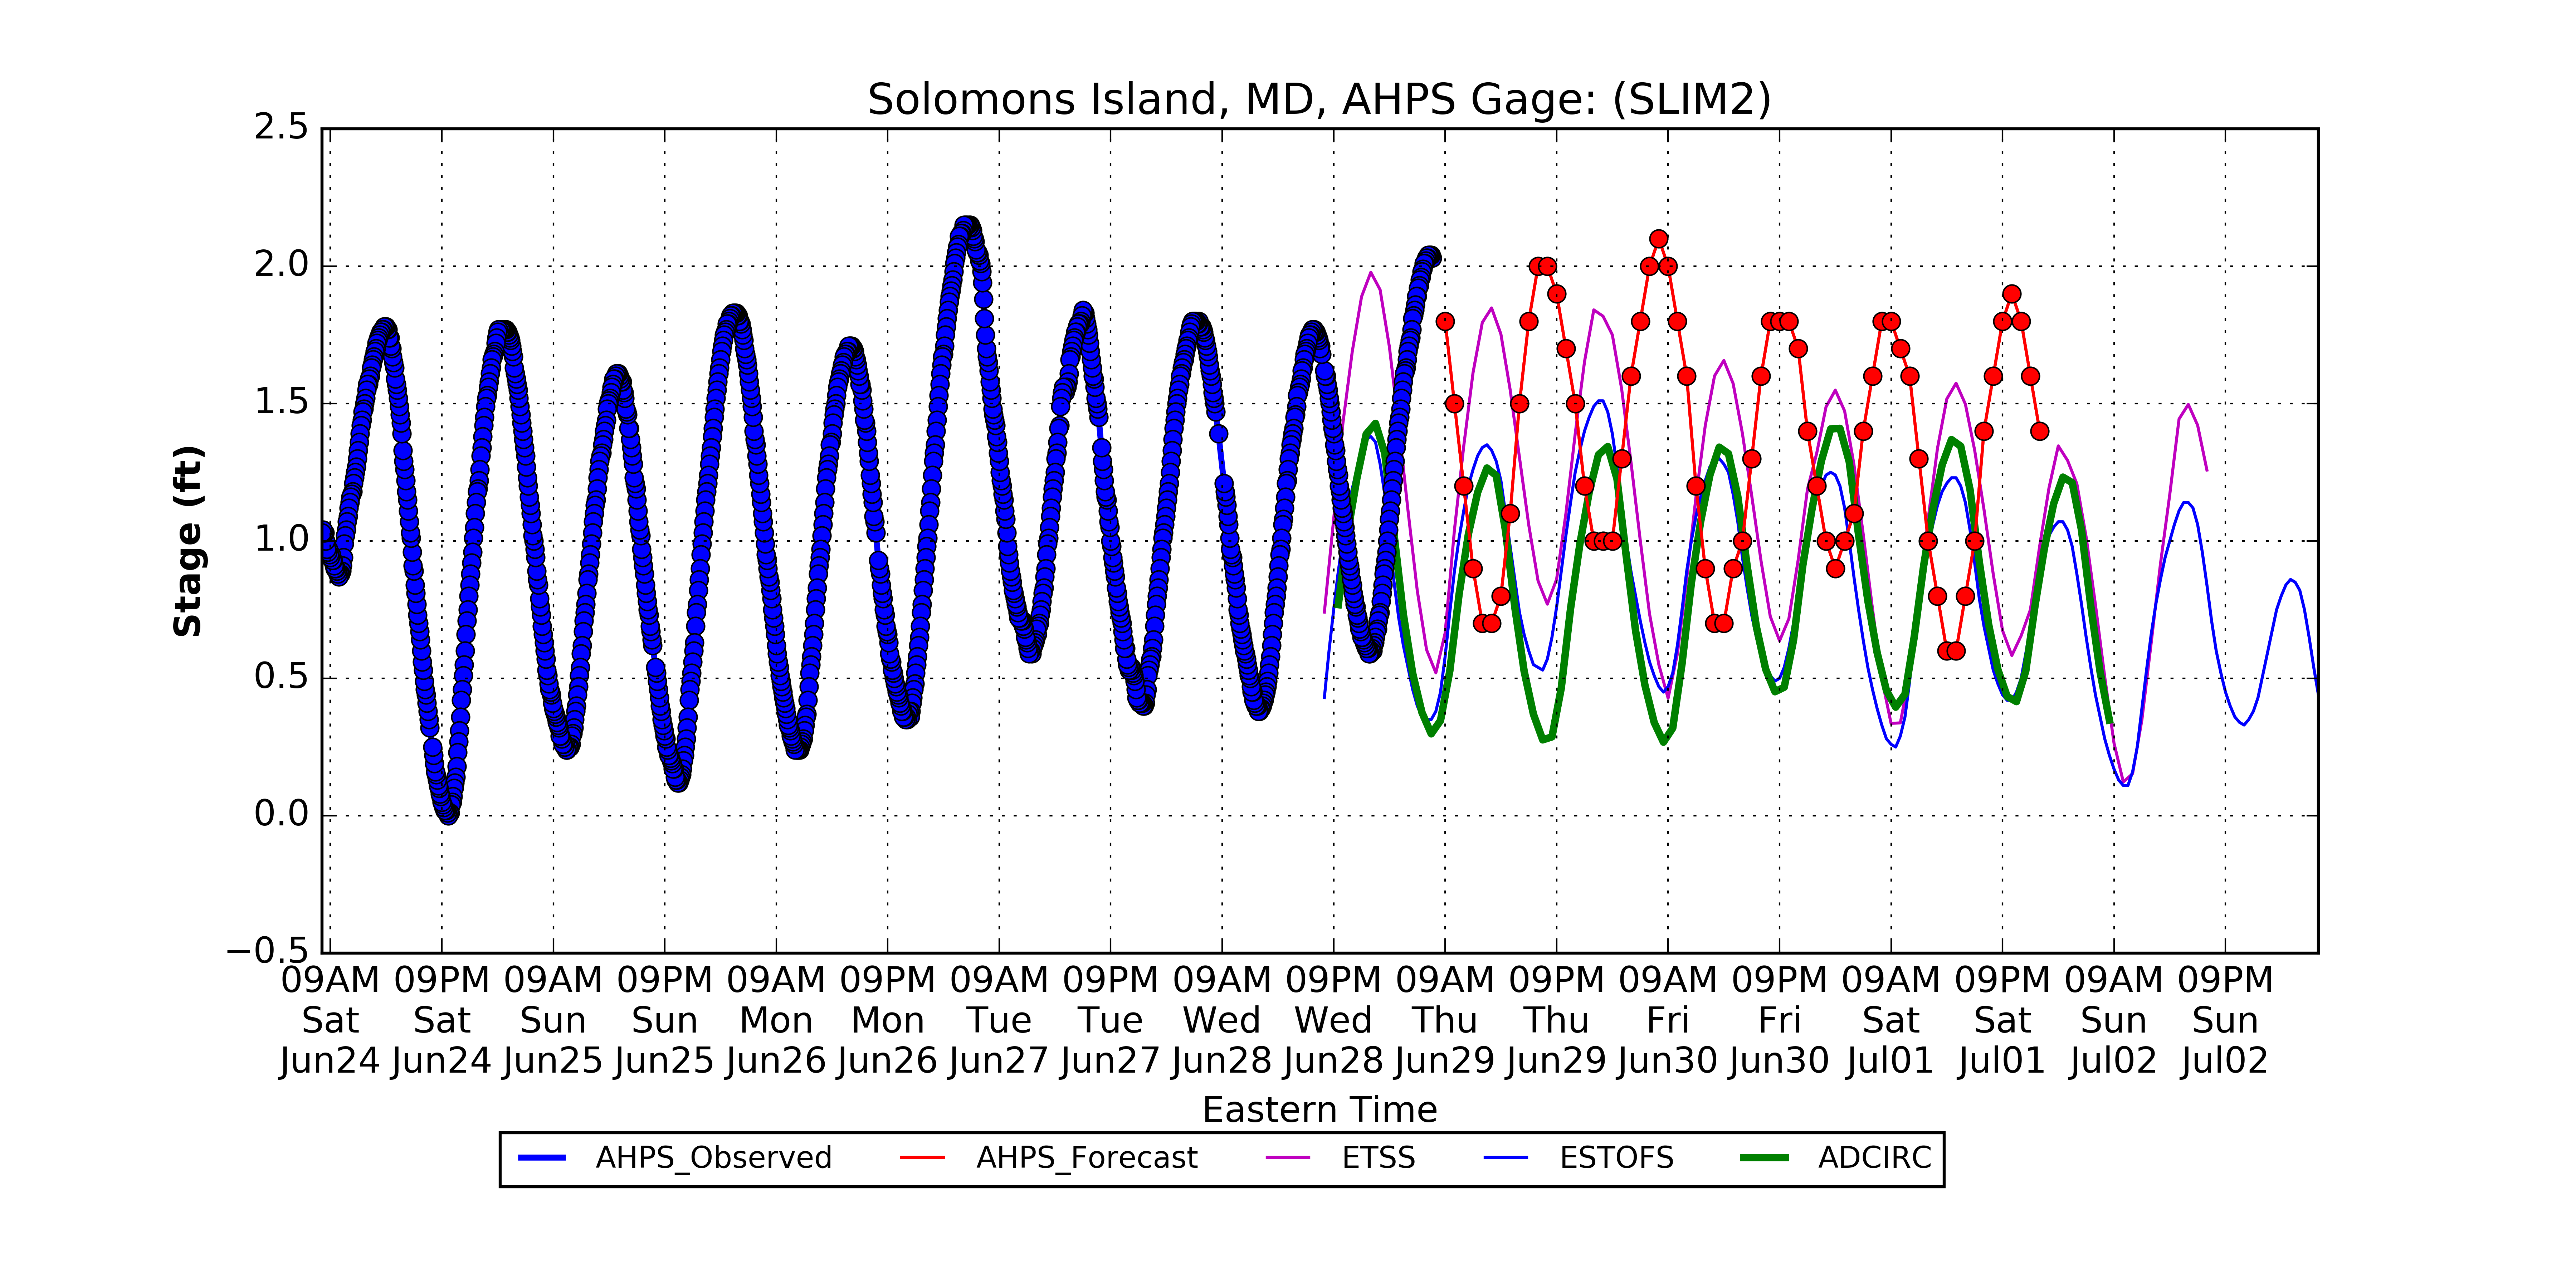 Solomons Island, MD, AHPS Gage: (SLIM2)
2.5
2.0
1.5
1.0
0.5
0.0
−0.5
Stage (ft)
09AM 09PM 09AM 09PM 09AM 09PM 09AM 09PM 09AM 09PM 09AM 09PM 09AM 09PM 09AM 09PM 09AM 09PM
Sat Sat Sun Sun Mon Mon Tue Tue Wed Wed Thu Thu Fri Fri Sat Sat Sun Sun
Jun24 Jun24 Jun25 Jun25 Jun26 Jun26 Jun27 Jun27 Jun28 Jun28 Jun29 Jun29 Jun30 Jun30 Jul01 Jul01 Jul02 Jul02
Eastern Time
AHPS_Observed AHPS_Forecast ETSS ESTOFS ADCIRC